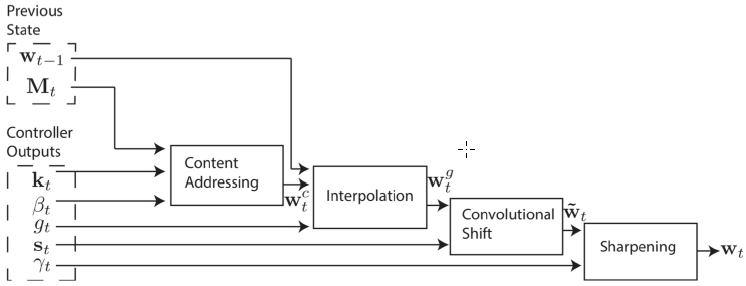 Previous
State
w_{t−1}
M_t
Controller
Outputs
k_t
β_t
g_t
s_t
γ_t
Content
Addressing
w_t^c
Interpolation
w_t^g
Convolutional
Shift
w̃_t
Sharpening
w_t